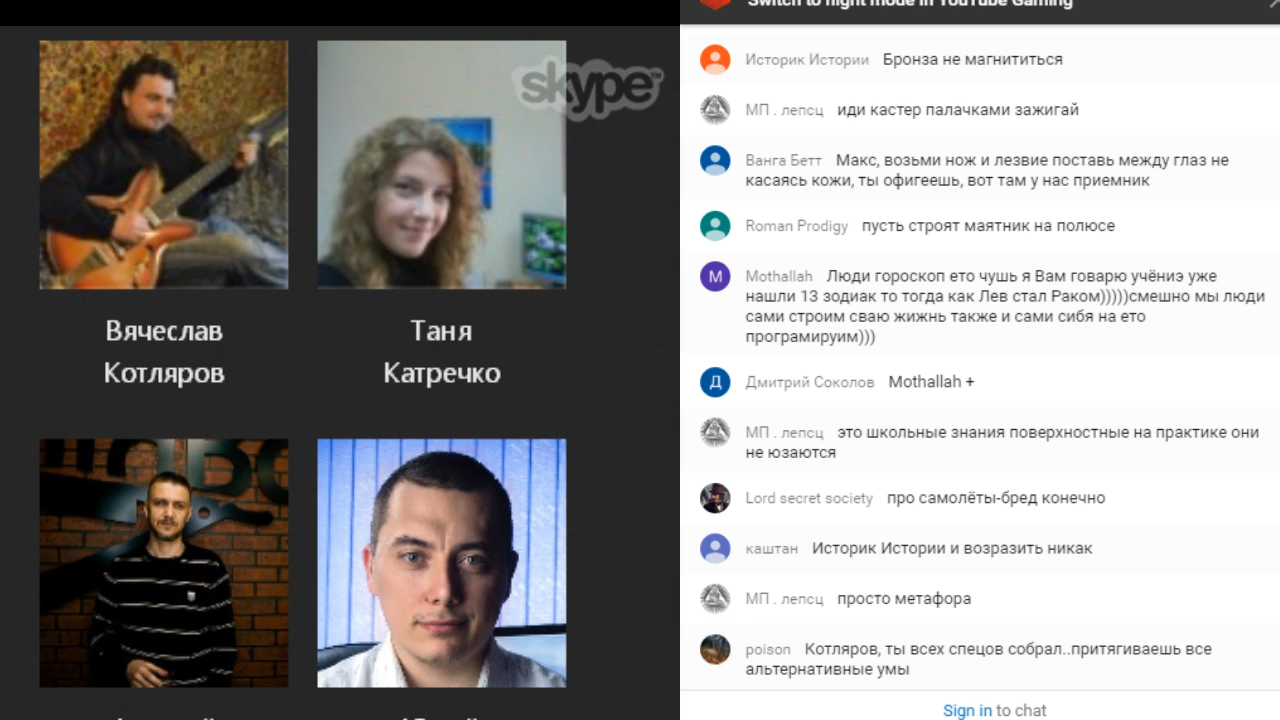 skype™
Вячеслав
Котляров
Таня
Катречко
Switch to night mode in YouTube Gaming
Историк Истории Бронза не магнититься
МП . лепсц иди кастер палачками зажигай
Ванга Бетт Макс, возьми нож и лезвие поставь между глаз не
касаясь кожи, ты офигеешь, вот там у нас приемник
Roman Prodigy пусть строят маятник на полюсе
М
Mothallah Люди гороскоп ето чушь я Вам говарю учёниэ уже
нашли 13 зодиак то тогда как Лев стал Раком)))))смешно мы люди
сами строим сваю жижнь также и сами сибя на ето
програмируим)))
Д
Дмитрий Соколов Mothallah +
МП . лепсц это школьные знания поверхностные на практике они
не юзаются
Lord secret society про самолёты-бред конечно
каштан Историк Истории и возразить никак
МП . лепсц просто метафора
poison Котляров, ты всех спецов собрал..притягиваешь все
альтернативные умы
Sign in to chat